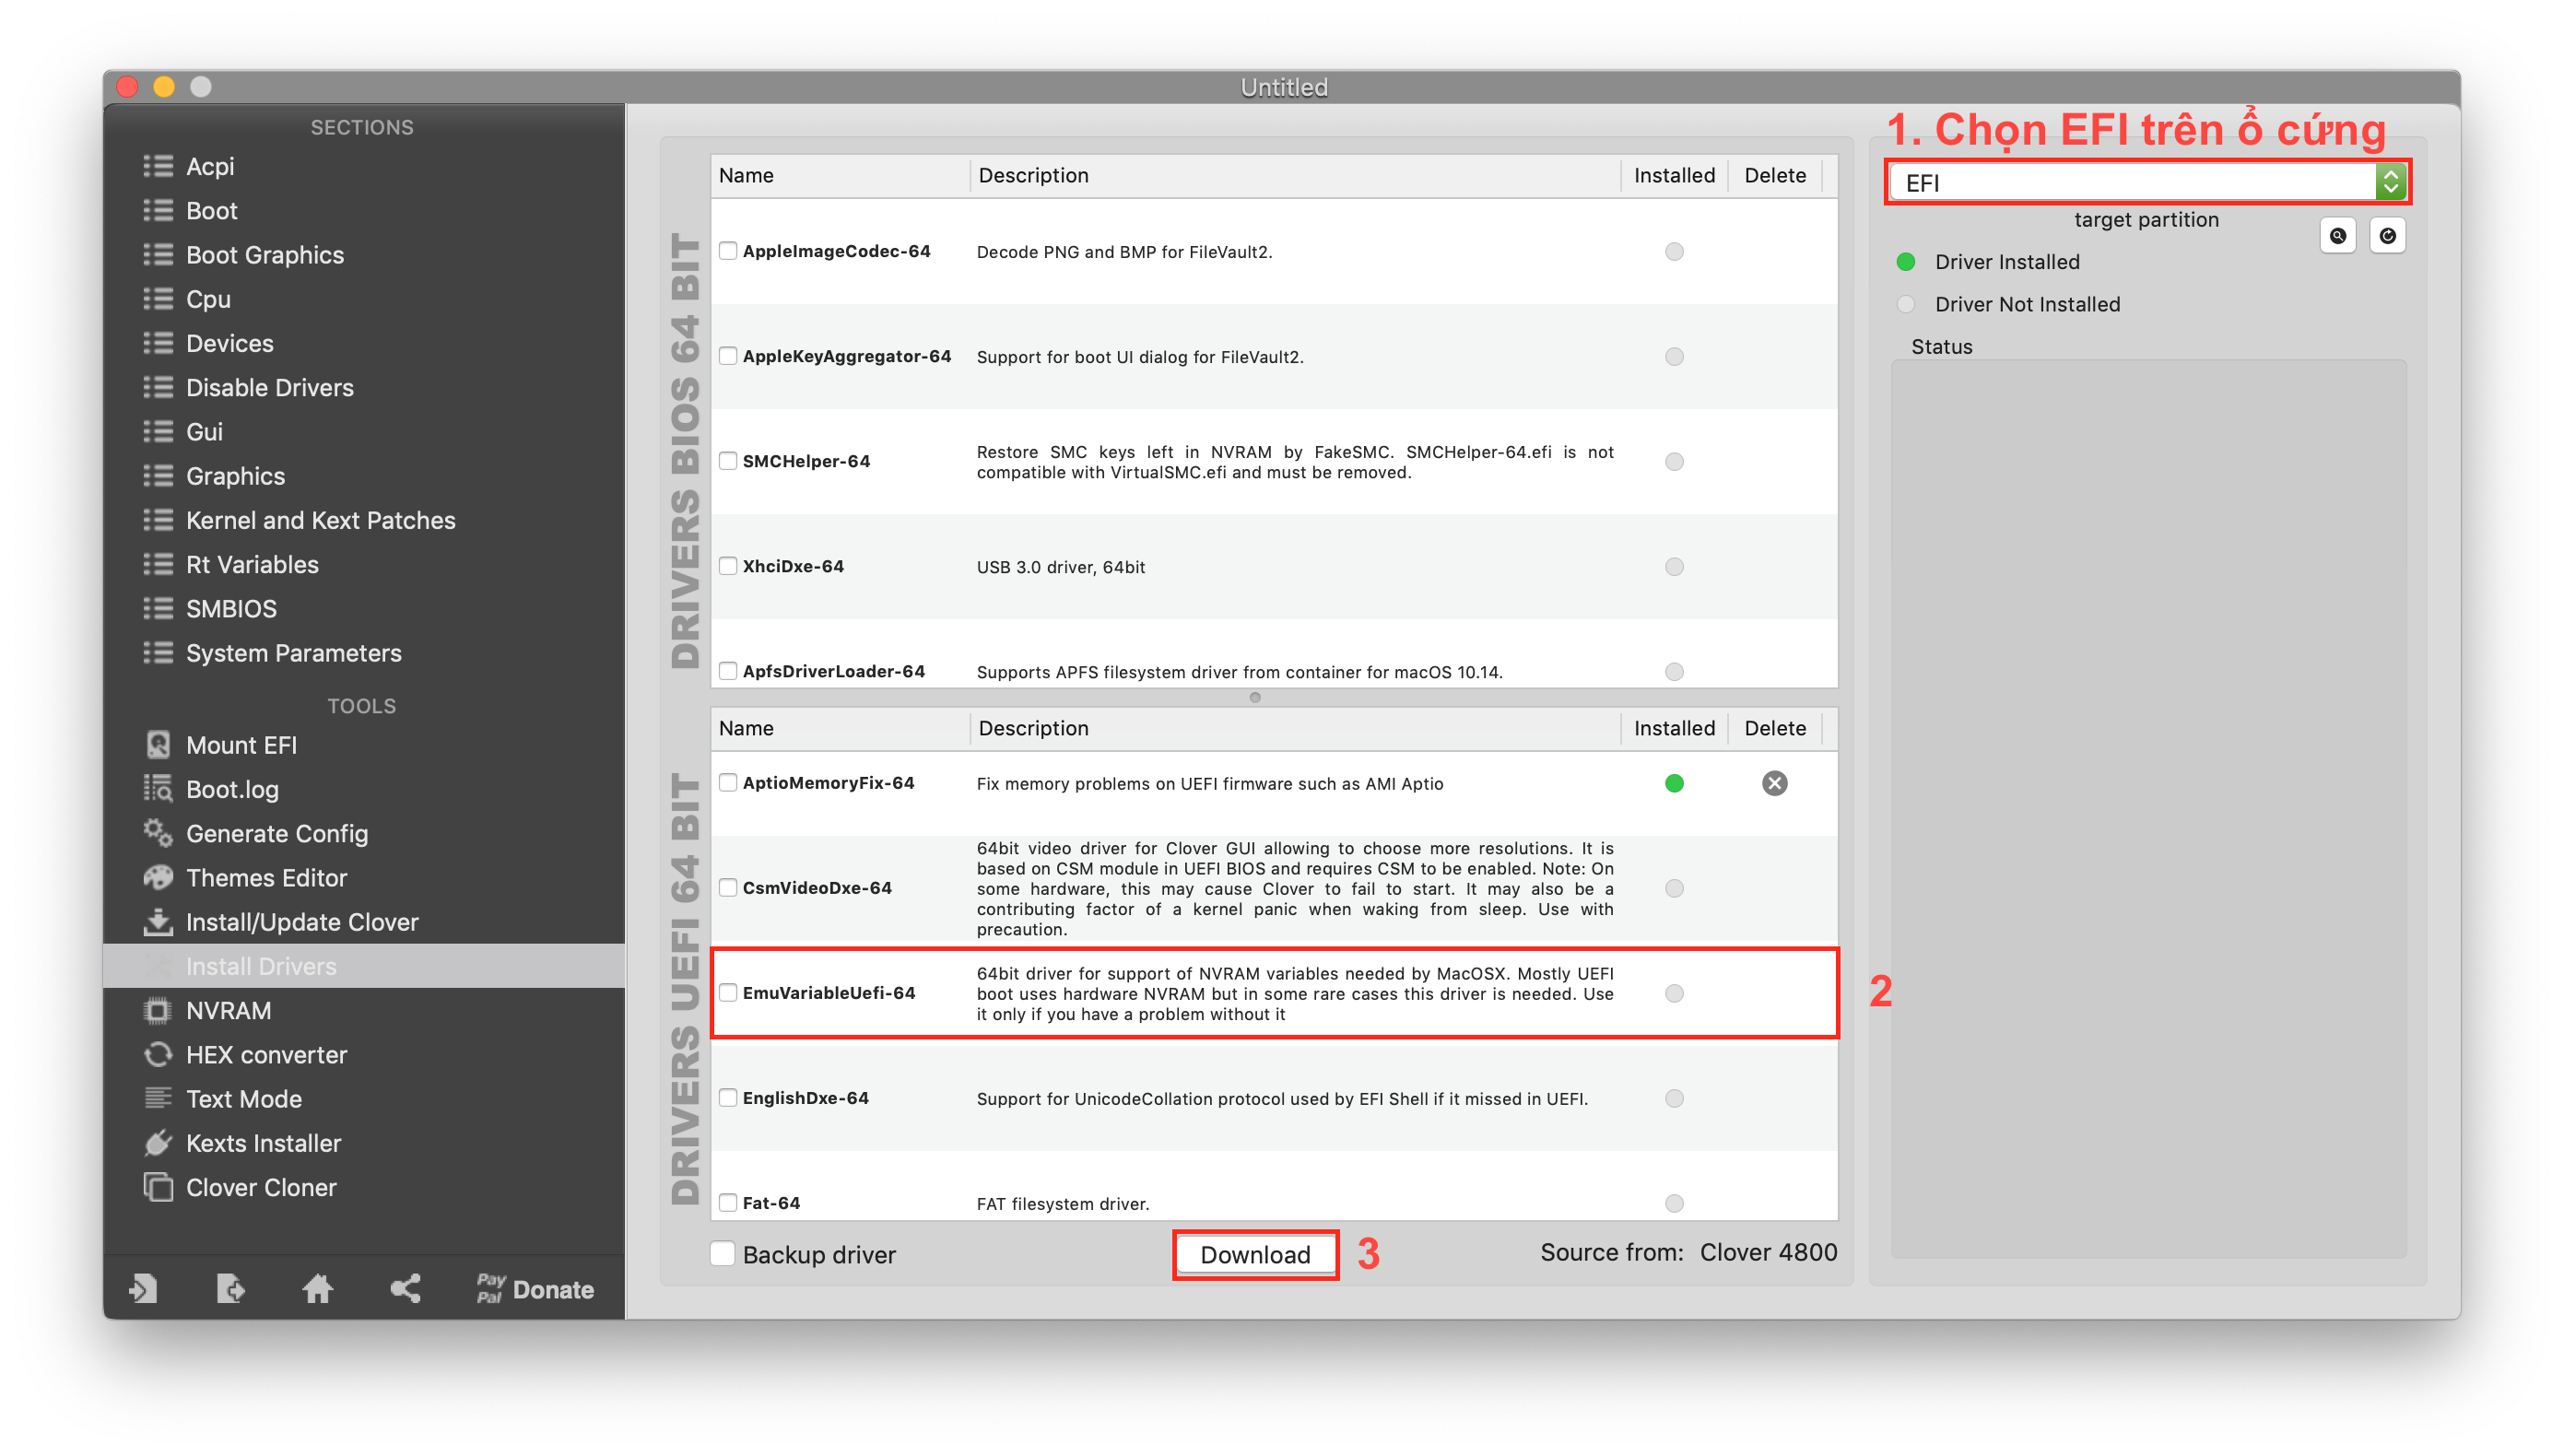 Untitled
SECTIONS
Acpi
Boot
Boot Graphics
Cpu
Devices
Disable Drivers
Gui
Graphics
Kernel and Kext Patches
Rt Variables
SMBIOS
System Parameters
TOOLS
Mount EFI
Boot.log
Generate Config
Themes Editor
Install/Update Clover
Install Drivers
NVRAM
HEX converter
Text Mode
Kexts Installer
Clover Cloner
Pay
Pal
Donate
DRIVERS BIOS 64 BIT
Name Description Installed Delete
AppleImageCodec-64 Decode PNG and BMP for FileVault2.
AppleKeyAggregator-64 Support for boot UI dialog for FileVault2.
SMCHelper-64 Restore SMC keys left in NVRAM by FakeSMC. SMCHelper-64.efi is not
compatible with VirtualSMC.efi and must be removed.
XhciDxe-64 USB 3.0 driver, 64bit
ApfsDriverLoader-64 Supports APFS filesystem driver from container for macOS 10.14.
DRIVERS UEFI 64 BIT
Name Description Installed Delete
AptioMemoryFix-64 Fix memory problems on UEFI firmware such as AMI Aptio
CsmVideoDxe-64 64bit video driver for Clover GUI allowing to choose more resolutions. It is
based on CSM module in UEFI BIOS and requires CSM to be enabled. Note: On
some hardware, this may cause Clover to fail to start. It may also be a
contributing factor of a kernel panic when waking from sleep. Use with
precaution.
EmuVariableUefi-64 64bit driver for support of NVRAM variables needed by MacOSX. Mostly UEFI
boot uses hardware NVRAM but in some rare cases this driver is needed. Use
it only if you have a problem without it
2
EnglishDxe-64 Support for UnicodeCollation protocol used by EFI Shell if it missed in UEFI.
Fat-64 FAT filesystem driver.
Backup driver
Download
3
Source from: Clover 4800
1. Chọn EFI trên ổ cứng
EFI
target partition
Driver Installed
Driver Not Installed
Status